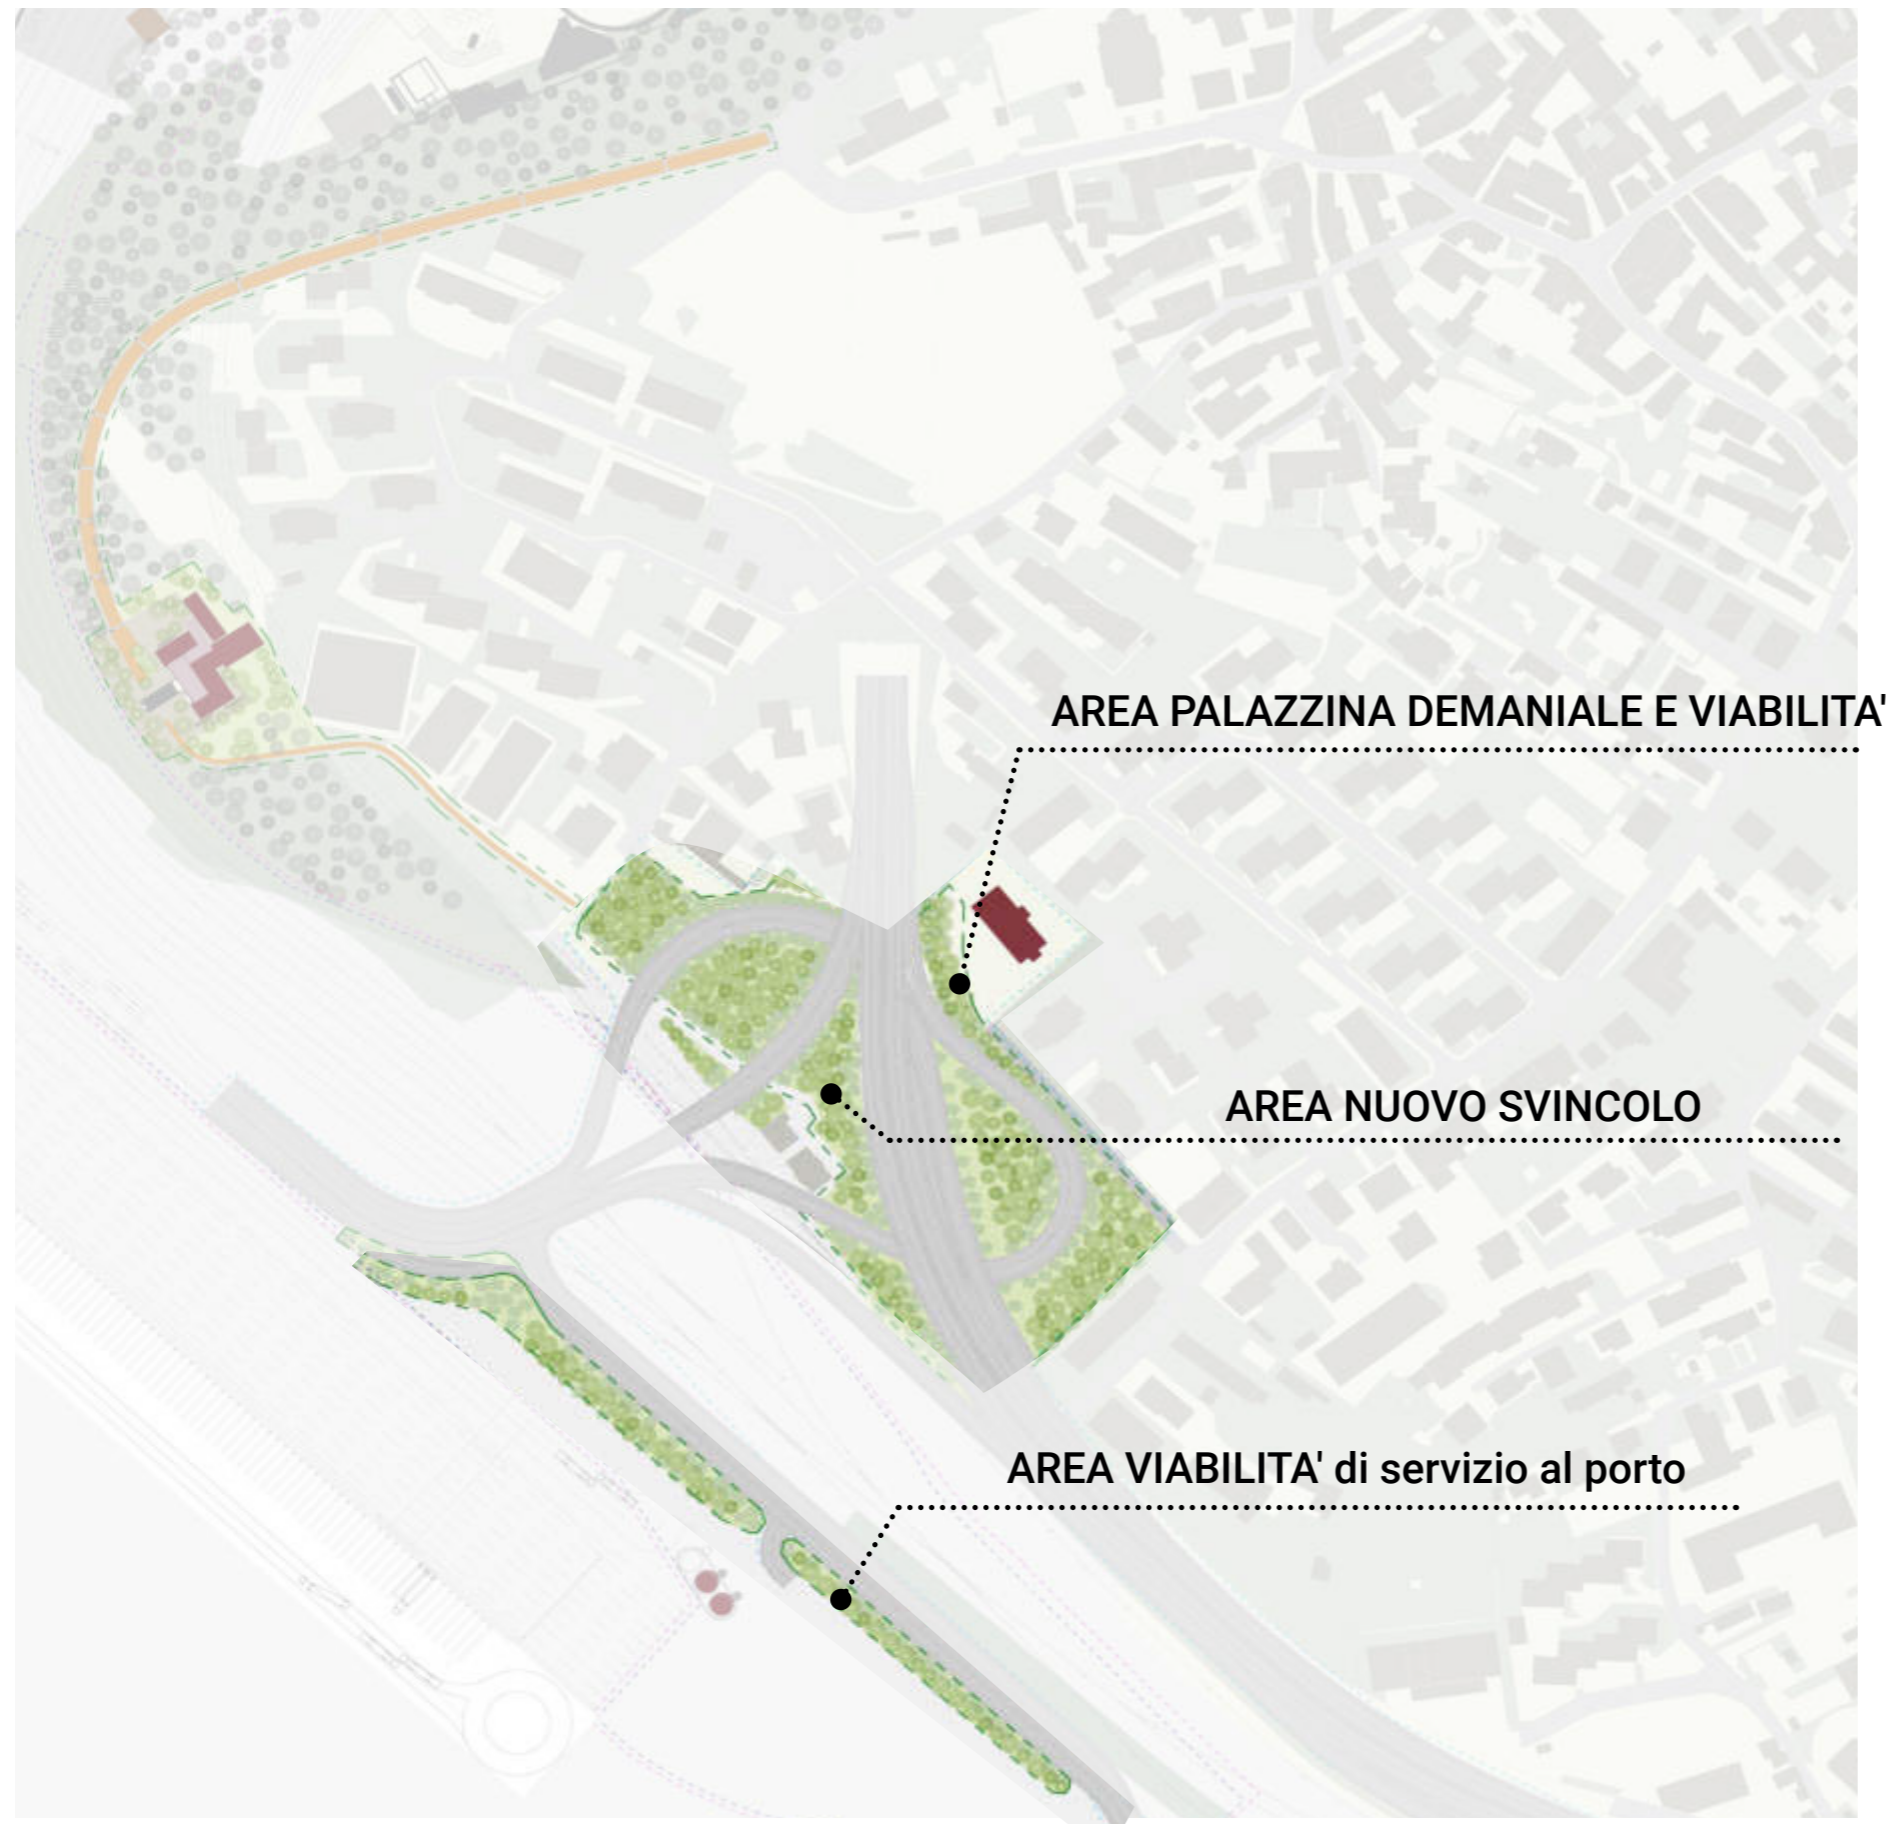 AREA PALAZZINA DEMANIALE E VIABILITA'
AREA NUOVO SVINCOLO
AREA VIABILITA' di servizio al porto